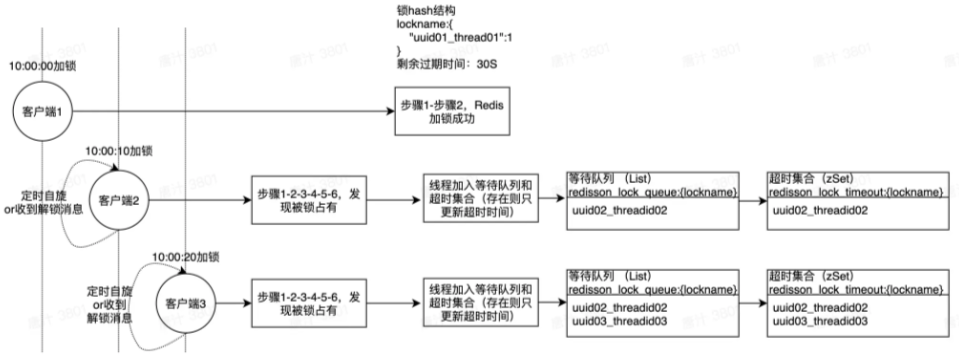 锁hash结构
lockname:{
"uuid01_thread01":1
}
剩余过期时间：30S
10:00:00加锁
客户端1
步骤1-步骤2，Redis
加锁成功
10:00:10加锁
定时自旋
or收到解锁消息
客户端2
步骤1-2-3-4-5-6，发
现被锁占有
线程加入等待队列和
超时集合（存在则只
更新超时时间）
等待队列 （List）
redisson_lock_queue:{lockname}
uuid02_threadid02
超时集合（zSet）
redisson_lock_timeout:{lockname}
uuid02_threadid02
10:00:20加锁
定时自旋
or收到
解锁消息
客户端3
步骤1-2-3-4-5-6，发
现被锁占有
线程加入等待队列和
超时集合（存在则只
更新超时时间）
等待队列 （List）
redisson_lock_queue:{lockname}
uuid02_threadid02
uuid03_threadid03
超时集合（zSet）
redisson_lock_timeout:{lockname}
uuid02_threadid02
uuid03_threadid03